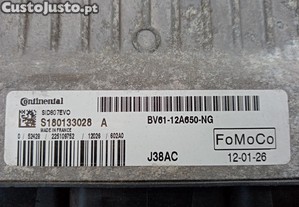 CustoJusto.pt
Continental
SID807EVO
S180133028 A
MADE IN FRANCE
BV61-12A650-NG
J38AC
FoMoCo
12-01-26